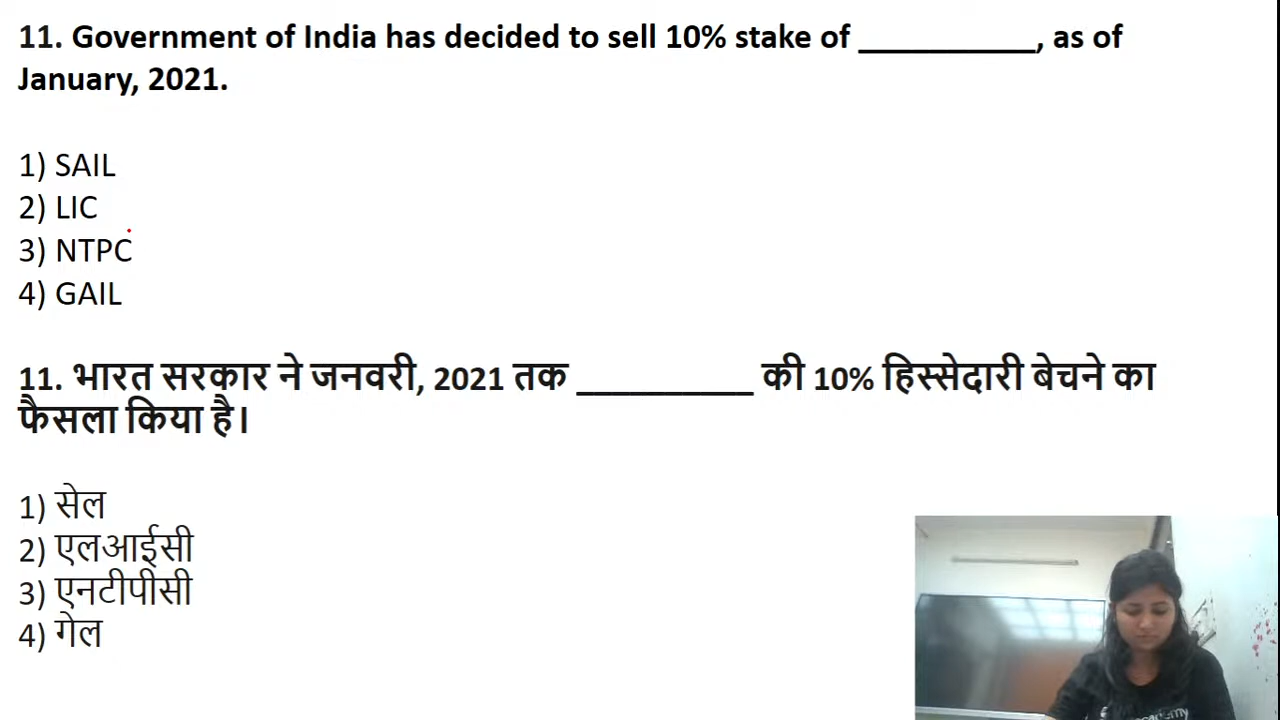 11. Government of India has decided to sell 10% stake of __________, as of
January, 2021.
1) SAIL
2) LIC
3) NTPC
4) GAIL
11. भारत सरकार ने जनवरी, 2021 तक __________ की 10% हिस्सेदारी बेचने का
फैसला किया है।
1) सेल
2) एलआईसी
3) एनटीपीसी
4) गेल